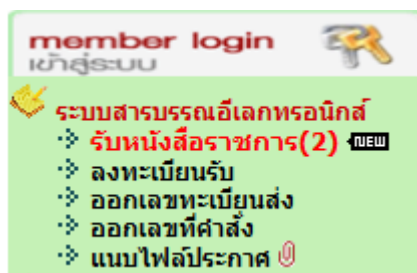 member login
เข้าสู่ระบบ
ระบบสารบรรณอีเลกทรอนิกส์
รับหนังสือราชการ(2) NEW
ลงทะเบียนรับ
ออกเลขทะเบียนส่ง
ออกเลขที่คำสั่ง
แนบไฟล์ประกาศ